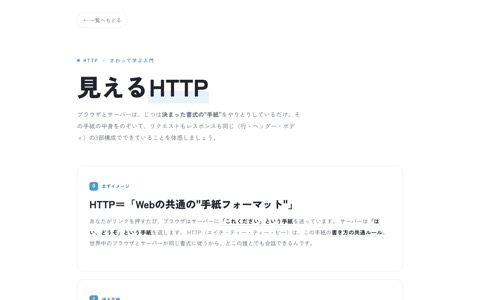 ← 一覧へもどる
HTTP ・ さわって学ぶ入門
見えるHTTP
ブラウザとサーバーは、じつは決まった書式の"手紙"をやりとりしているだけ。そ
の手紙の中身をのぞいて、リクエストもレスポンスも同じ（行・ヘッダー・ボデ
ィ）の3部構成でできていることを体感しましょう。
0 まずイメージ
HTTP＝「Webの共通の"手紙フォーマット"」
あなたがリンクを押すたび、ブラウザはサーバーに「これください」という手紙を送っています。 サーバーは「は
い、どうぞ」という手紙を返します。 HTTP（エイチ・ティー・ティー・ピー）は、この手紙の書き方の共通ルール。
世界中のブラウザとサーバーが同じ書式に従うから、どこの誰とでも会話できるんです。